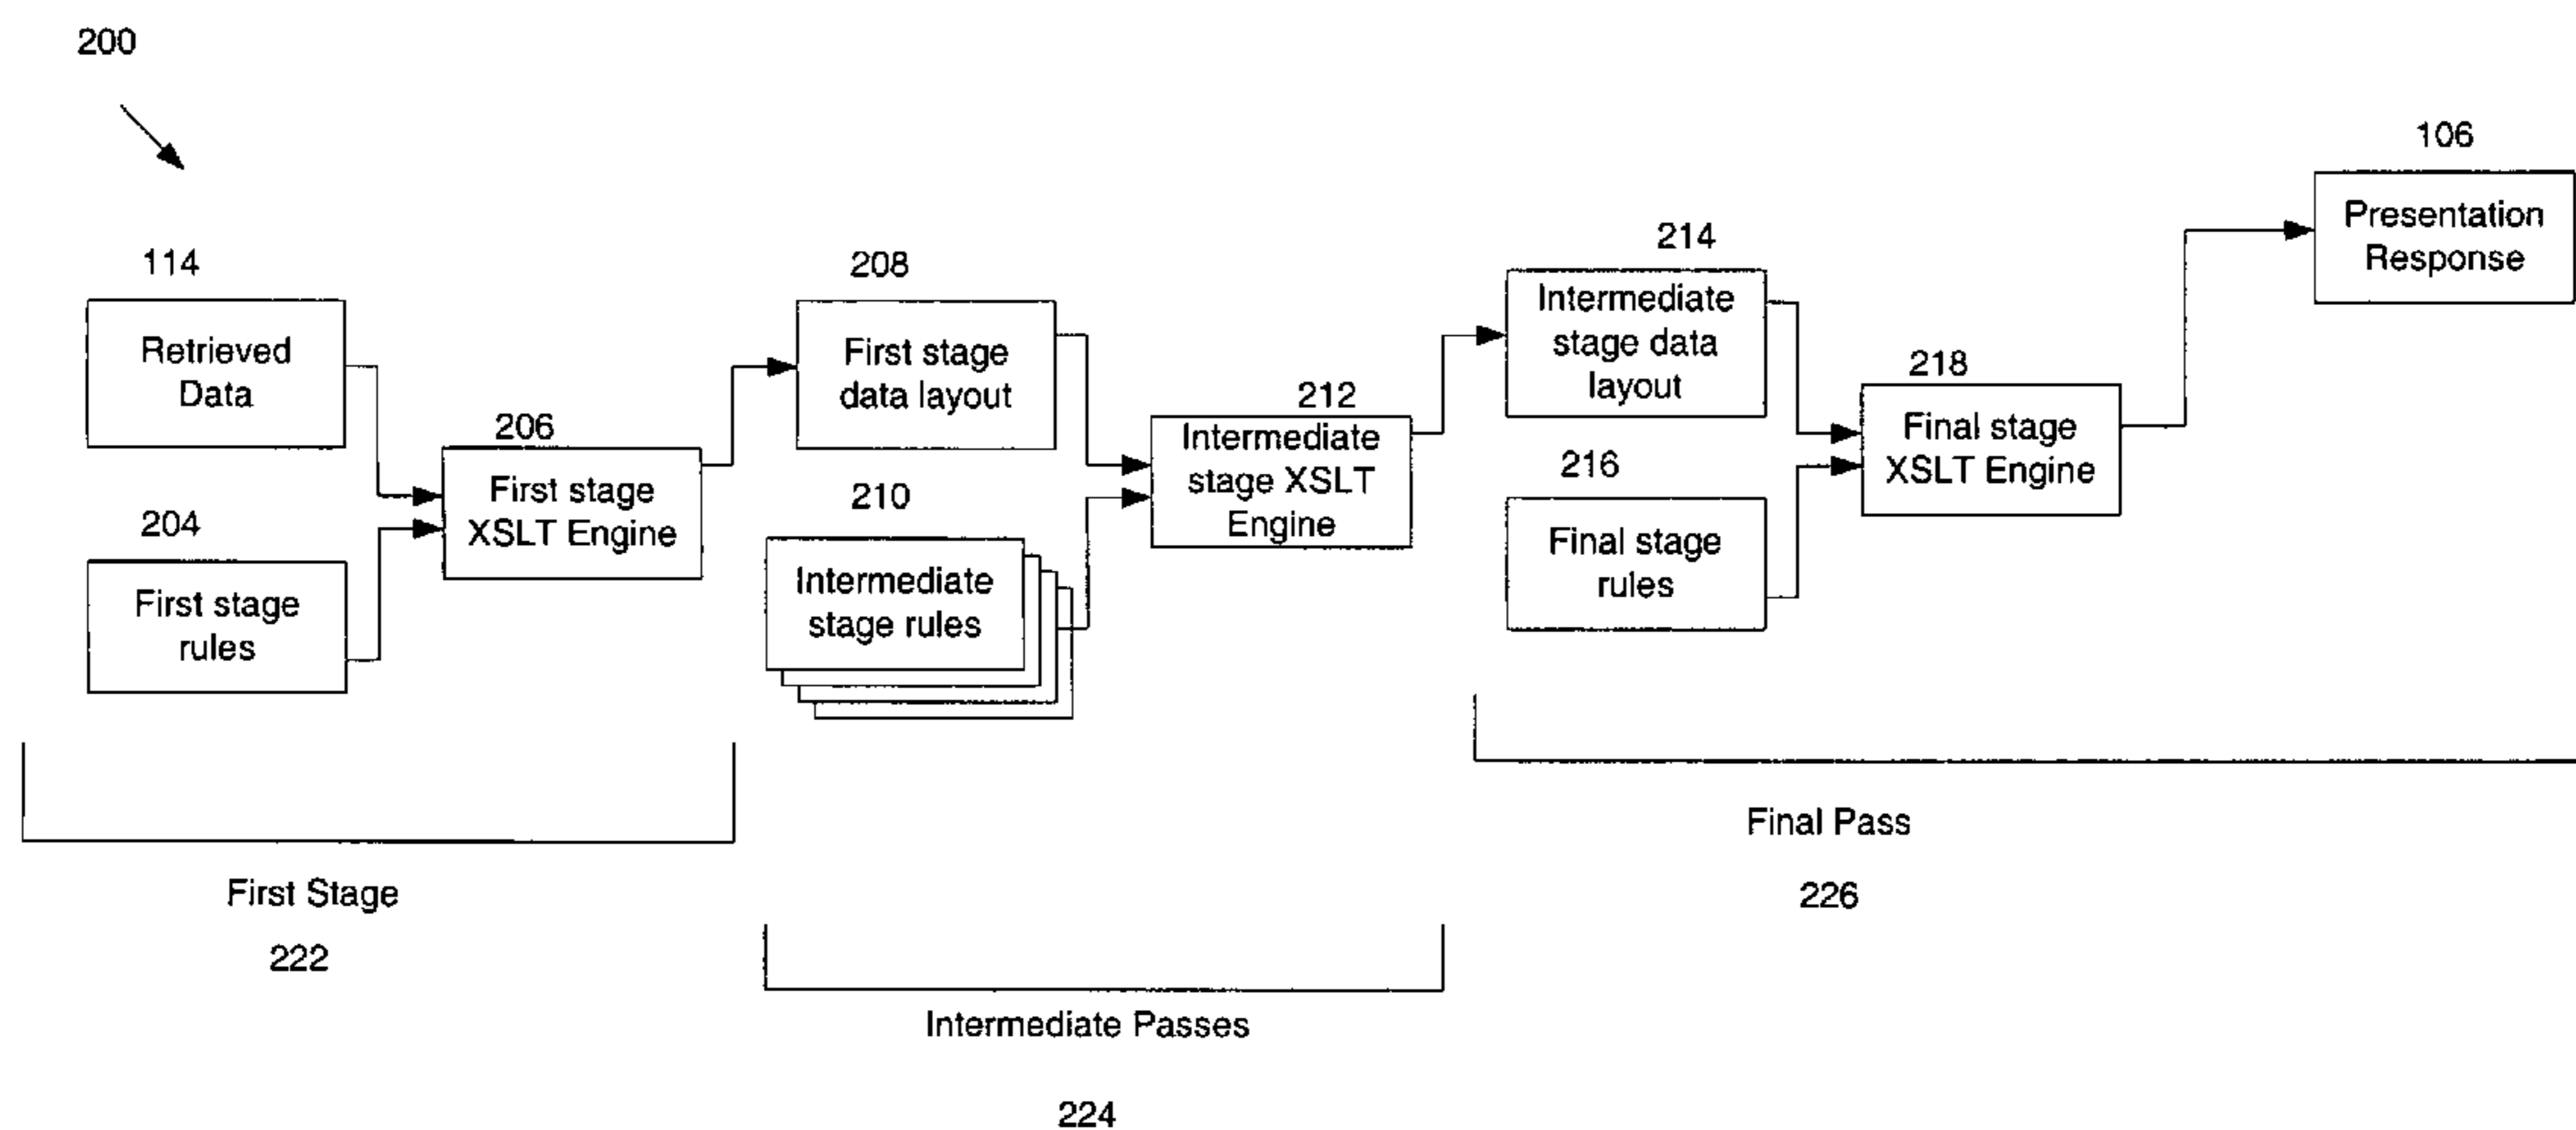 200
106
Presentation
Response
114
Retrieved
Data
204
First stage
rules
206
First stage
XSLT Engine
208
First stage
data layout
210
Intermediate
stage rules
212
Intermediate
stage XSLT
Engine
214
Intermediate
stage data
layout
216
Final stage
rules
218
Final stage
XSLT Engine
First Stage
222
Intermediate Passes
224
Final Pass
226